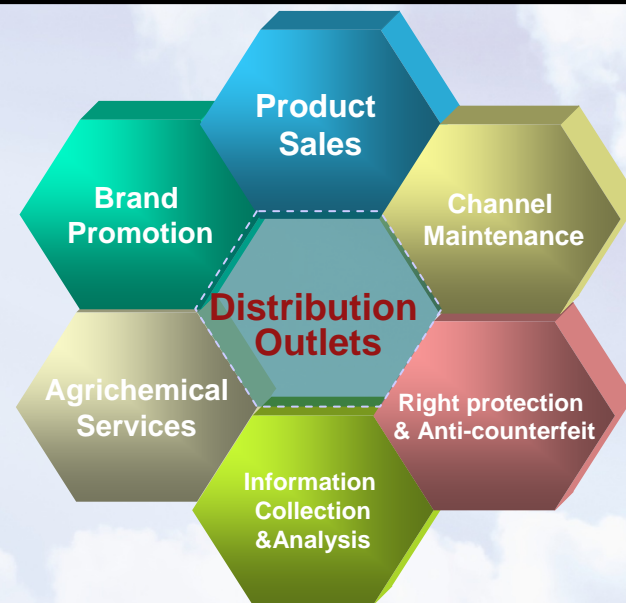 Product
Sales
Brand
Promotion
Channel
Maintenance
Distribution
Outlets
Agrichemical
Services
Right protection
& Anti-counterfeit
Information
Collection
&Analysis